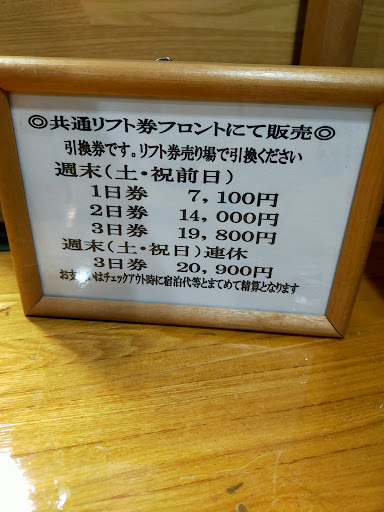 ◎共通リフト券フロントにて販売◎
引換券です。リフト券売り場で引換ください
週末(土・祝前日)
1日券 7,100円
2日券 14,000円
3日券 19,800円
週末(土・祝日)連休
3日券 20,900円
はチェックアウト時に宿泊代等とまとめて精算となります